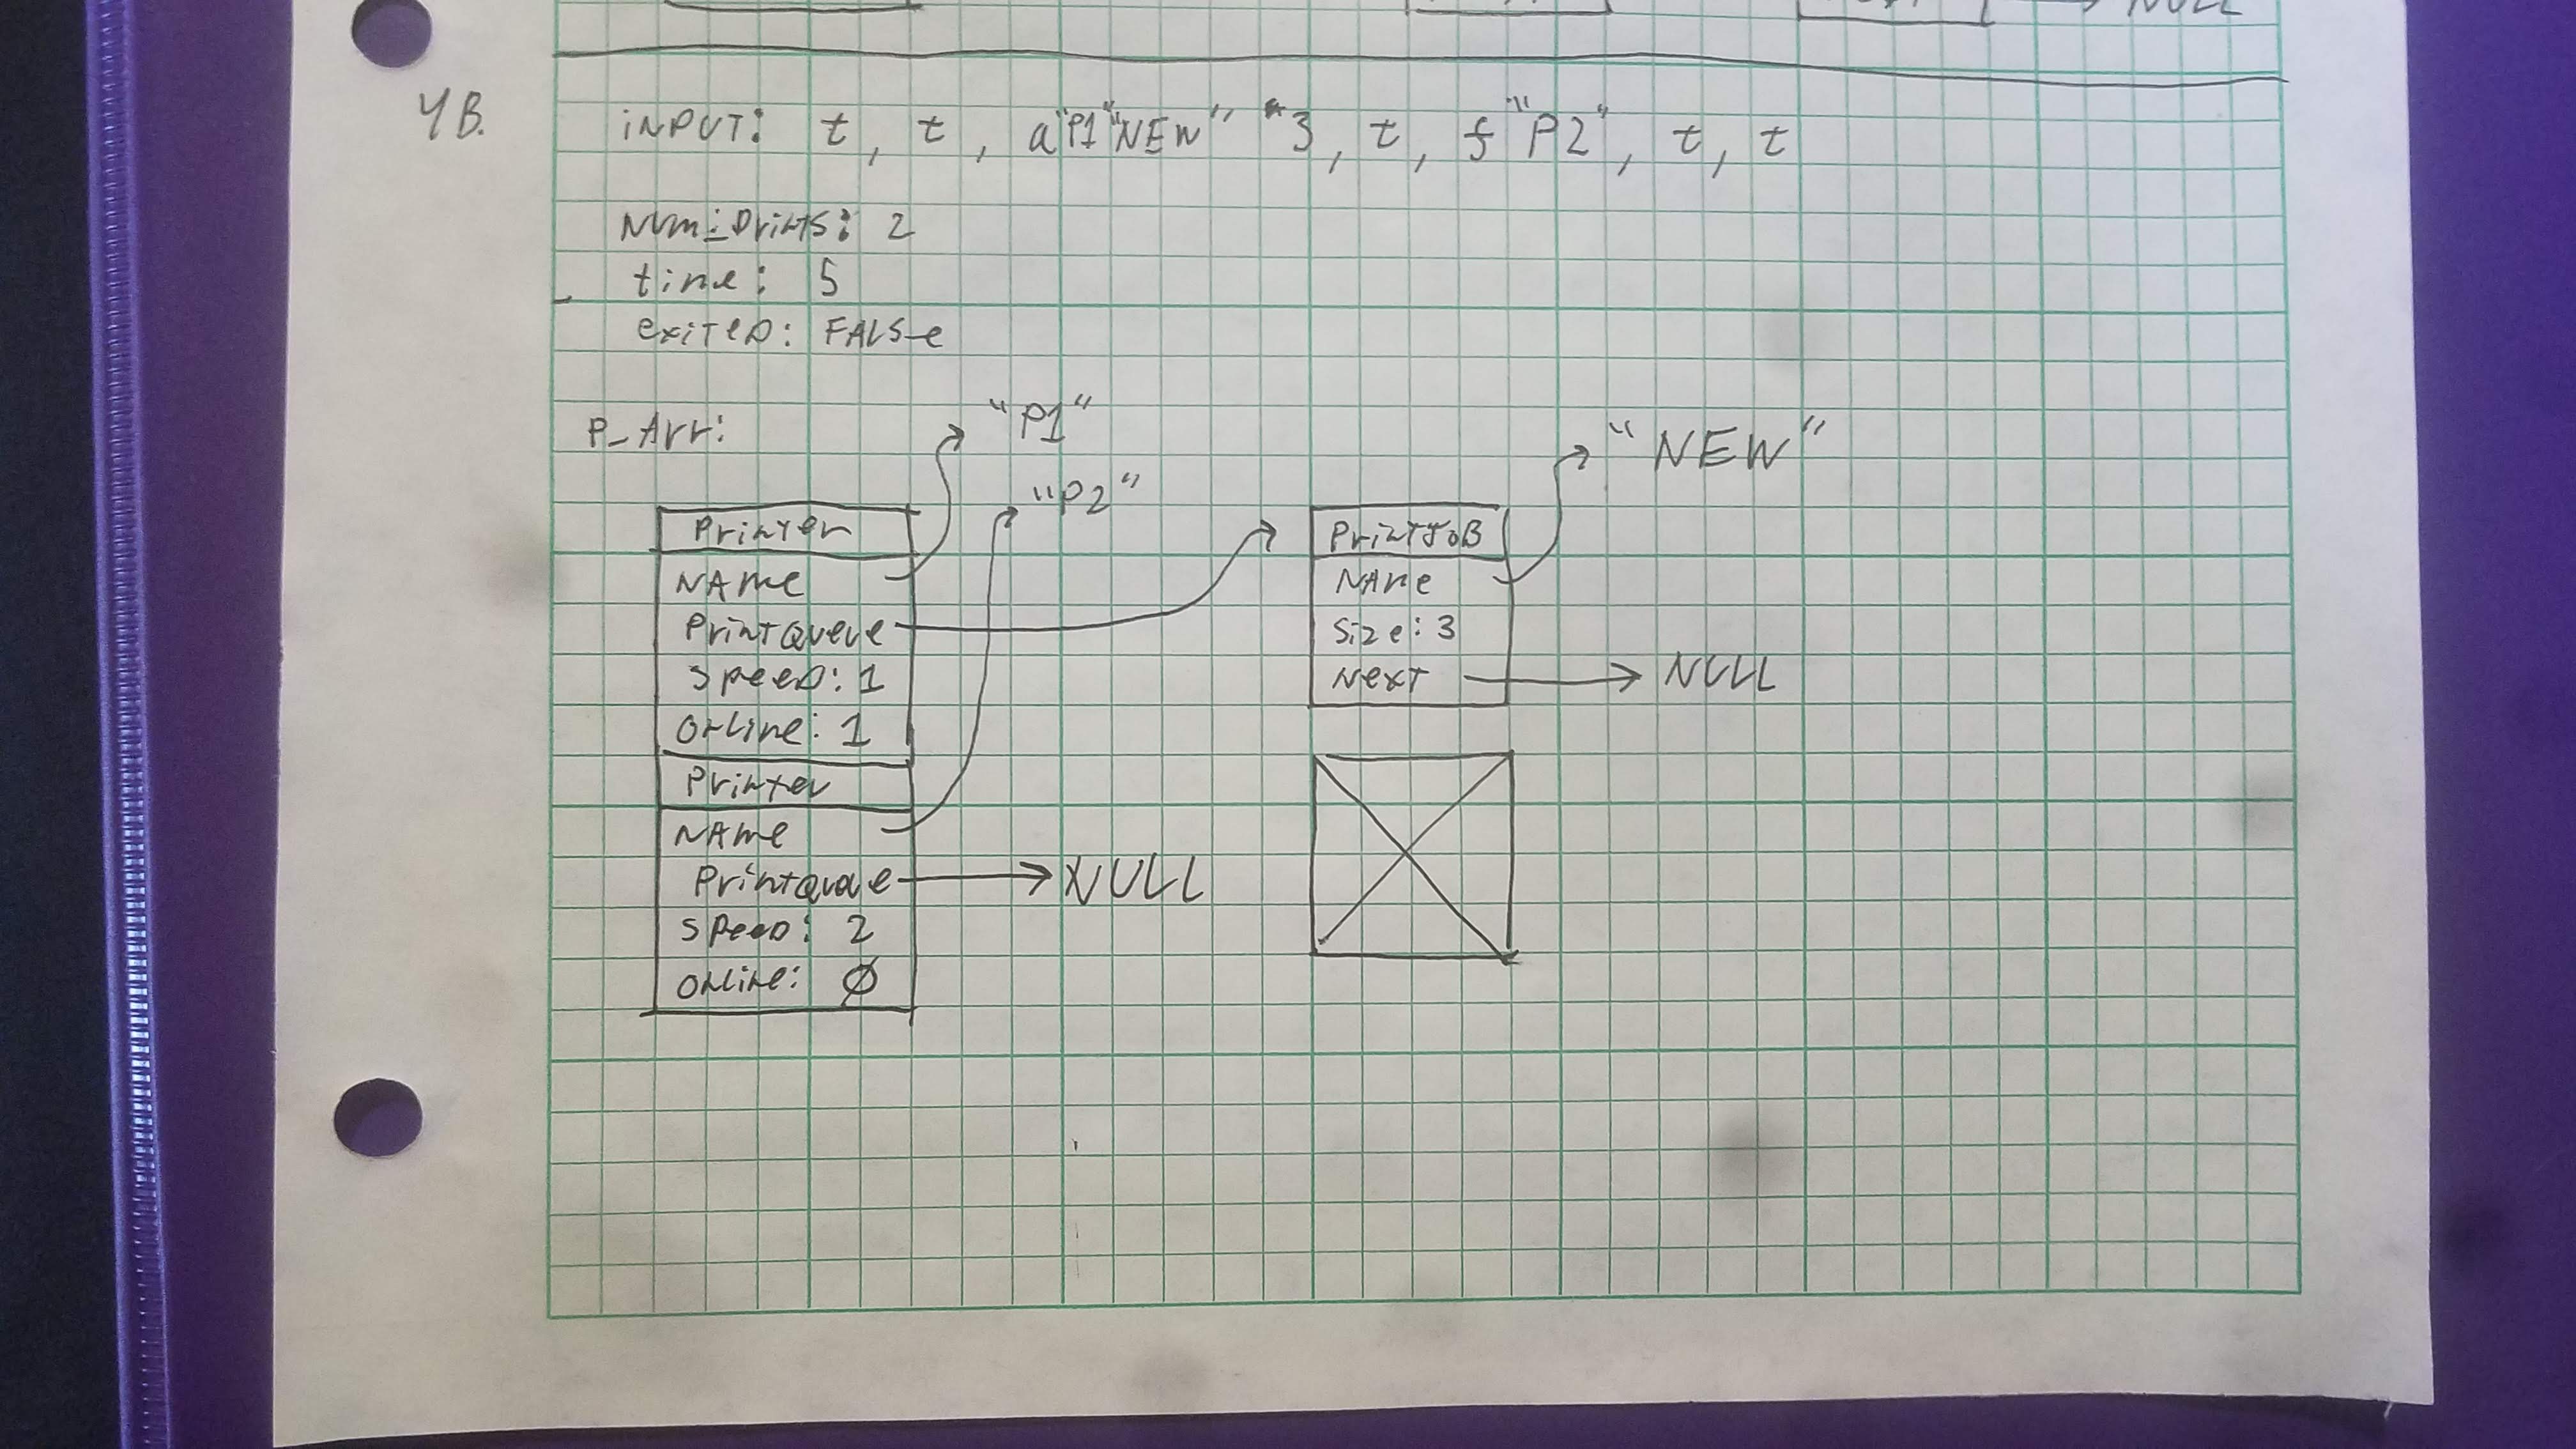 NULL
4B.
INPUT: t, t, a "P1" "NEW" "3, t, f "P2", t, t
Num_Prints: 2
time: 5
exited: FALSe
P_Arr:
"P1"
"NEW"
"P2"
Printer
PrintJoB
NAme
NAme
PrintQueue
Size: 3
Speed: 1
Next
NULL
Online: 1
Printer
NAme
PrintQueue
NULL
Speed: 2
Online: Ø